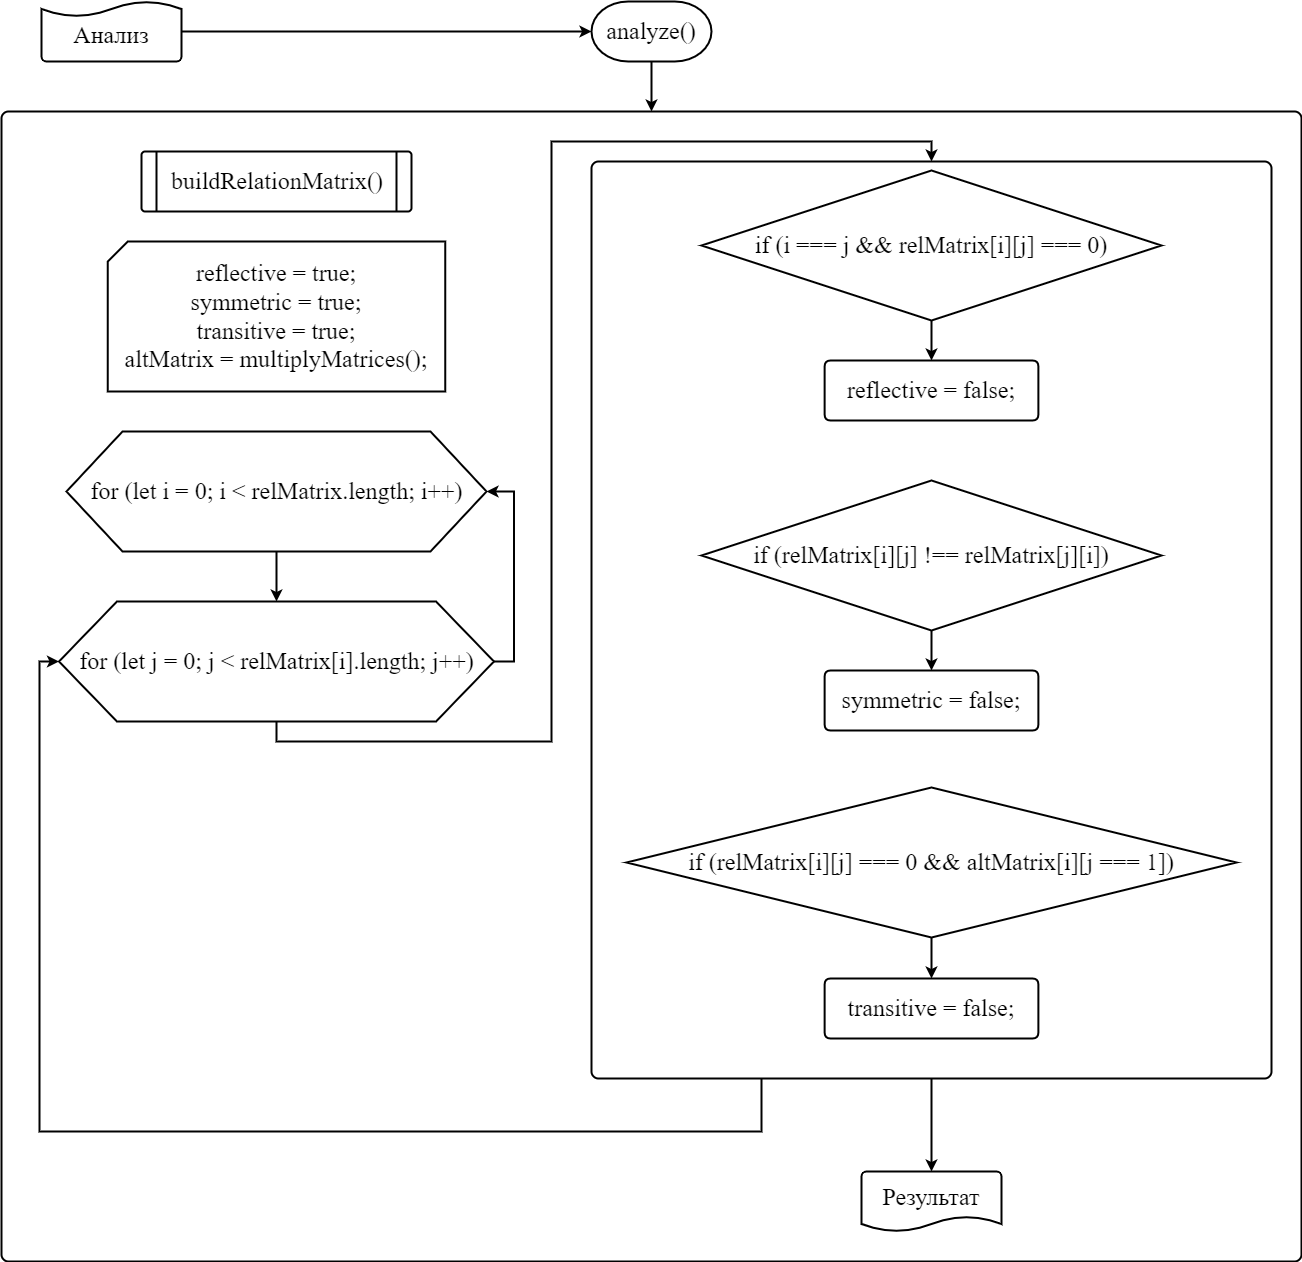 Анализ
analyze()
buildRelationMatrix()
reflective = true;
symmetric = true;
transitive = true;
altMatrix = multiplyMatrices();
for (let i = 0; i < relMatrix.length; i++)
for (let j = 0; j < relMatrix[i].length; j++)
if (i === j && relMatrix[i][j] === 0)
reflective = false;
if (relMatrix[i][j] !== relMatrix[j][i])
symmetric = false;
if (relMatrix[i][j] === 0 && altMatrix[i][j === 1])
transitive = false;
Результат